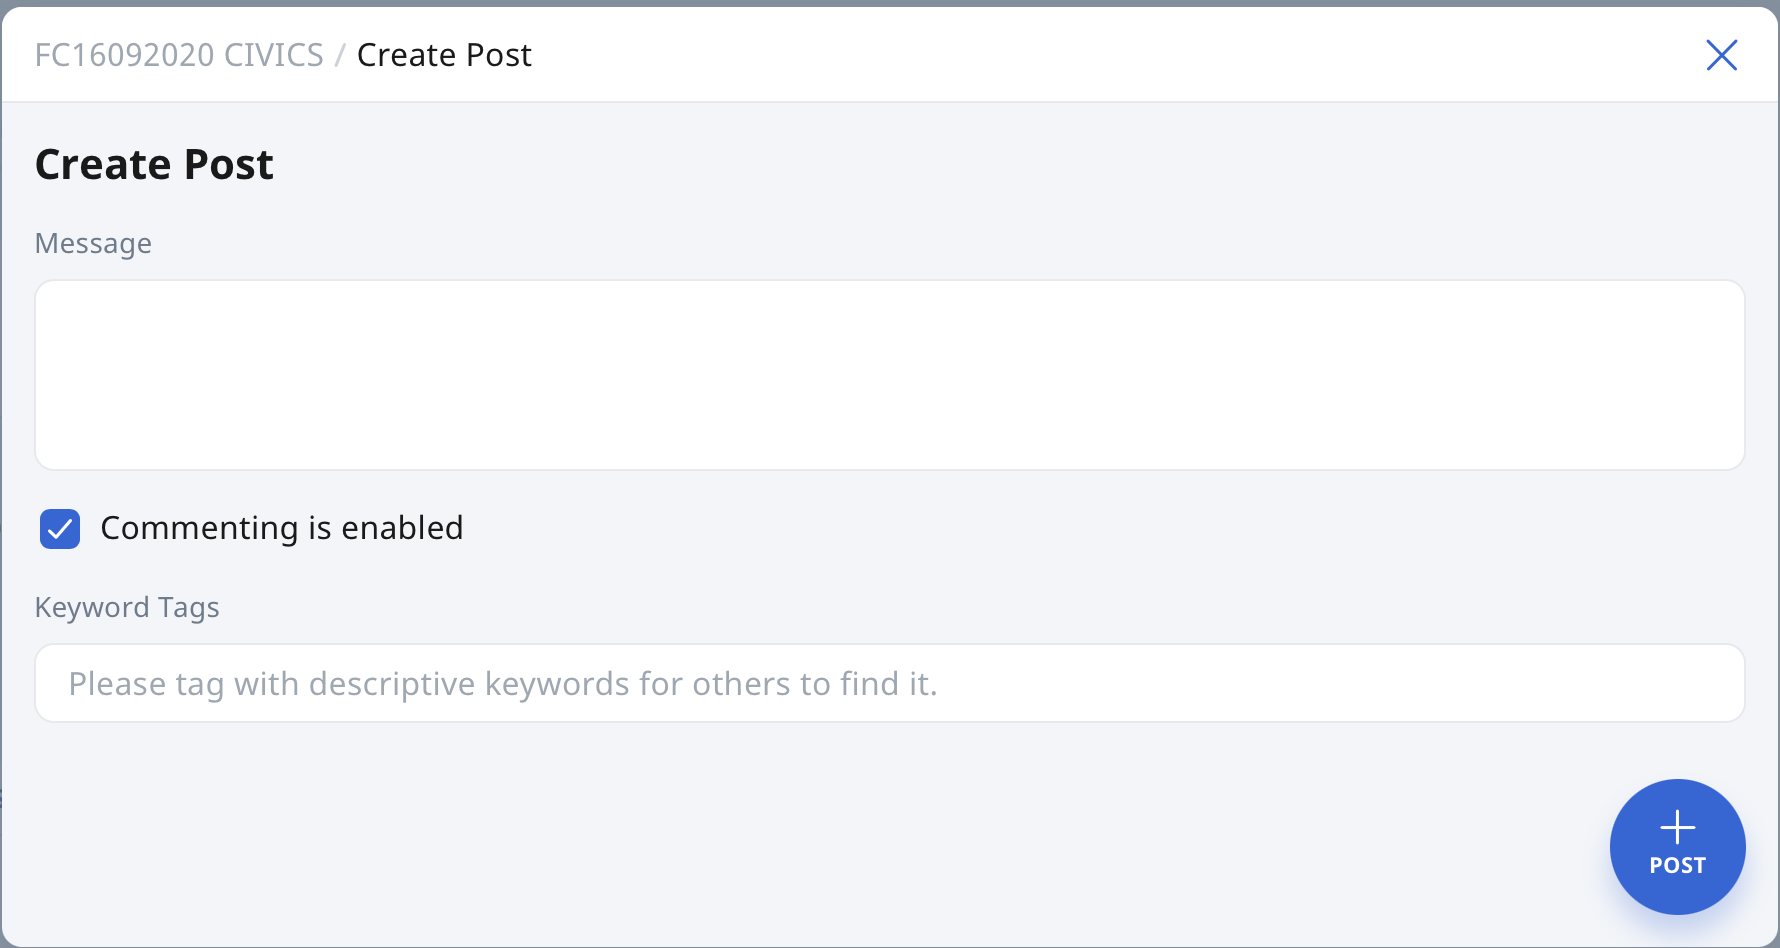 FC16092020 CIVICS / Create Post
Create Post
Message
Commenting is enabled
Keyword Tags
Please tag with descriptive keywords for others to find it.
POST